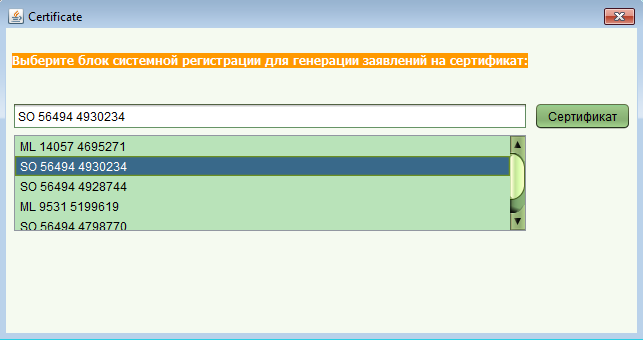 Certificate
Выберите блок системной регистрации для генерации заявлений на сертификат:
SO 56494 4930234
Сертификат
ML 14057 4695271
SO 56494 4930234
SO 56494 4928744
ML 9531 5199619
SO 56494 4798770